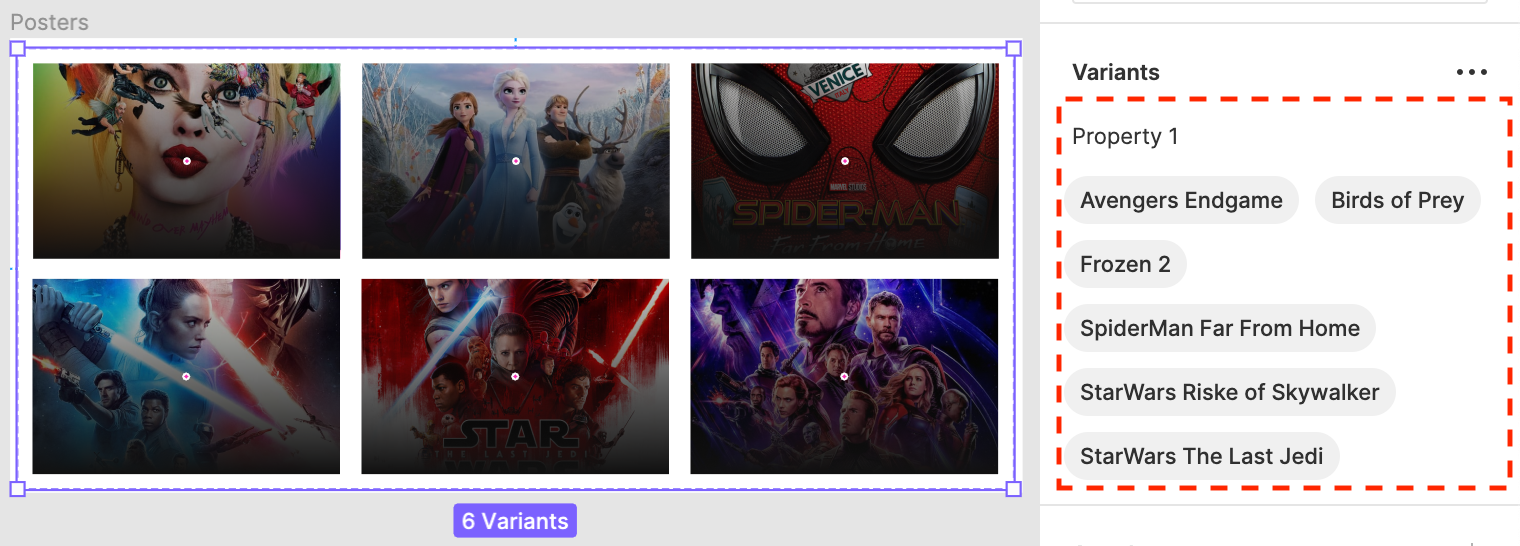 Posters
VENICE
MARVEL STUDIOS
SPIDER-MAN
Far From Home
STAR
THE LAST JEDI
WARS
6 Variants
Variants
Property 1
Avengers Endgame
Birds of Prey
Frozen 2
SpiderMan Far From Home
StarWars Riske of Skywalker
StarWars The Last Jedi